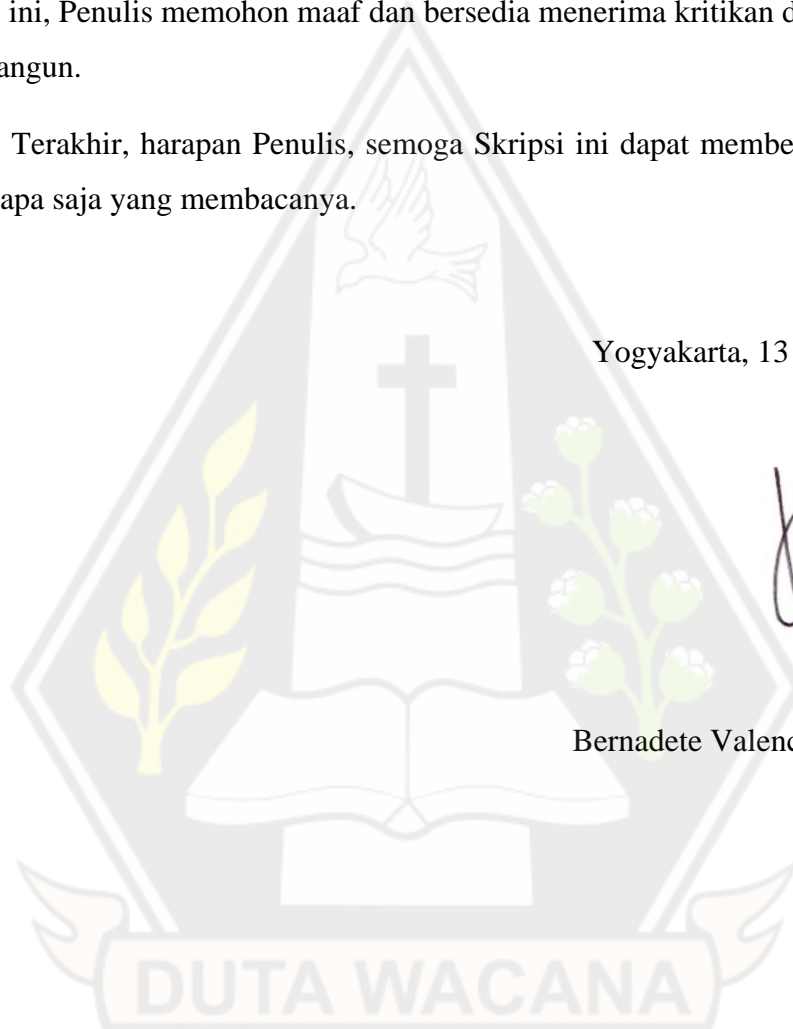 ini, Penulis memohon maaf dan bersedia menerima kritikan d
angun.
Terakhir, harapan Penulis, semoga Skripsi ini dapat membe
apa saja yang membacanya.
Yogyakarta, 13
Bernadete Valenc
DUTA WACANA